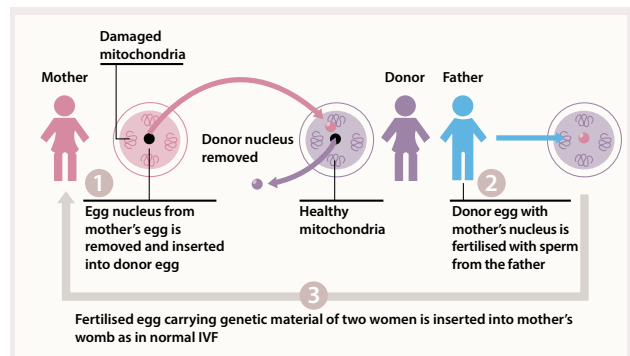 Damaged
mitochondria
Mother
Donor
Father
Donor nucleus
removed
1
2
Egg nucleus from
mother's egg is
removed and inserted
into donor egg
Healthy
mitochondria
Donor egg with
mother's nucleus is
fertilised with sperm
from the father
3
Fertilised egg carrying genetic material of two women is inserted into mother's
womb as in normal IVF